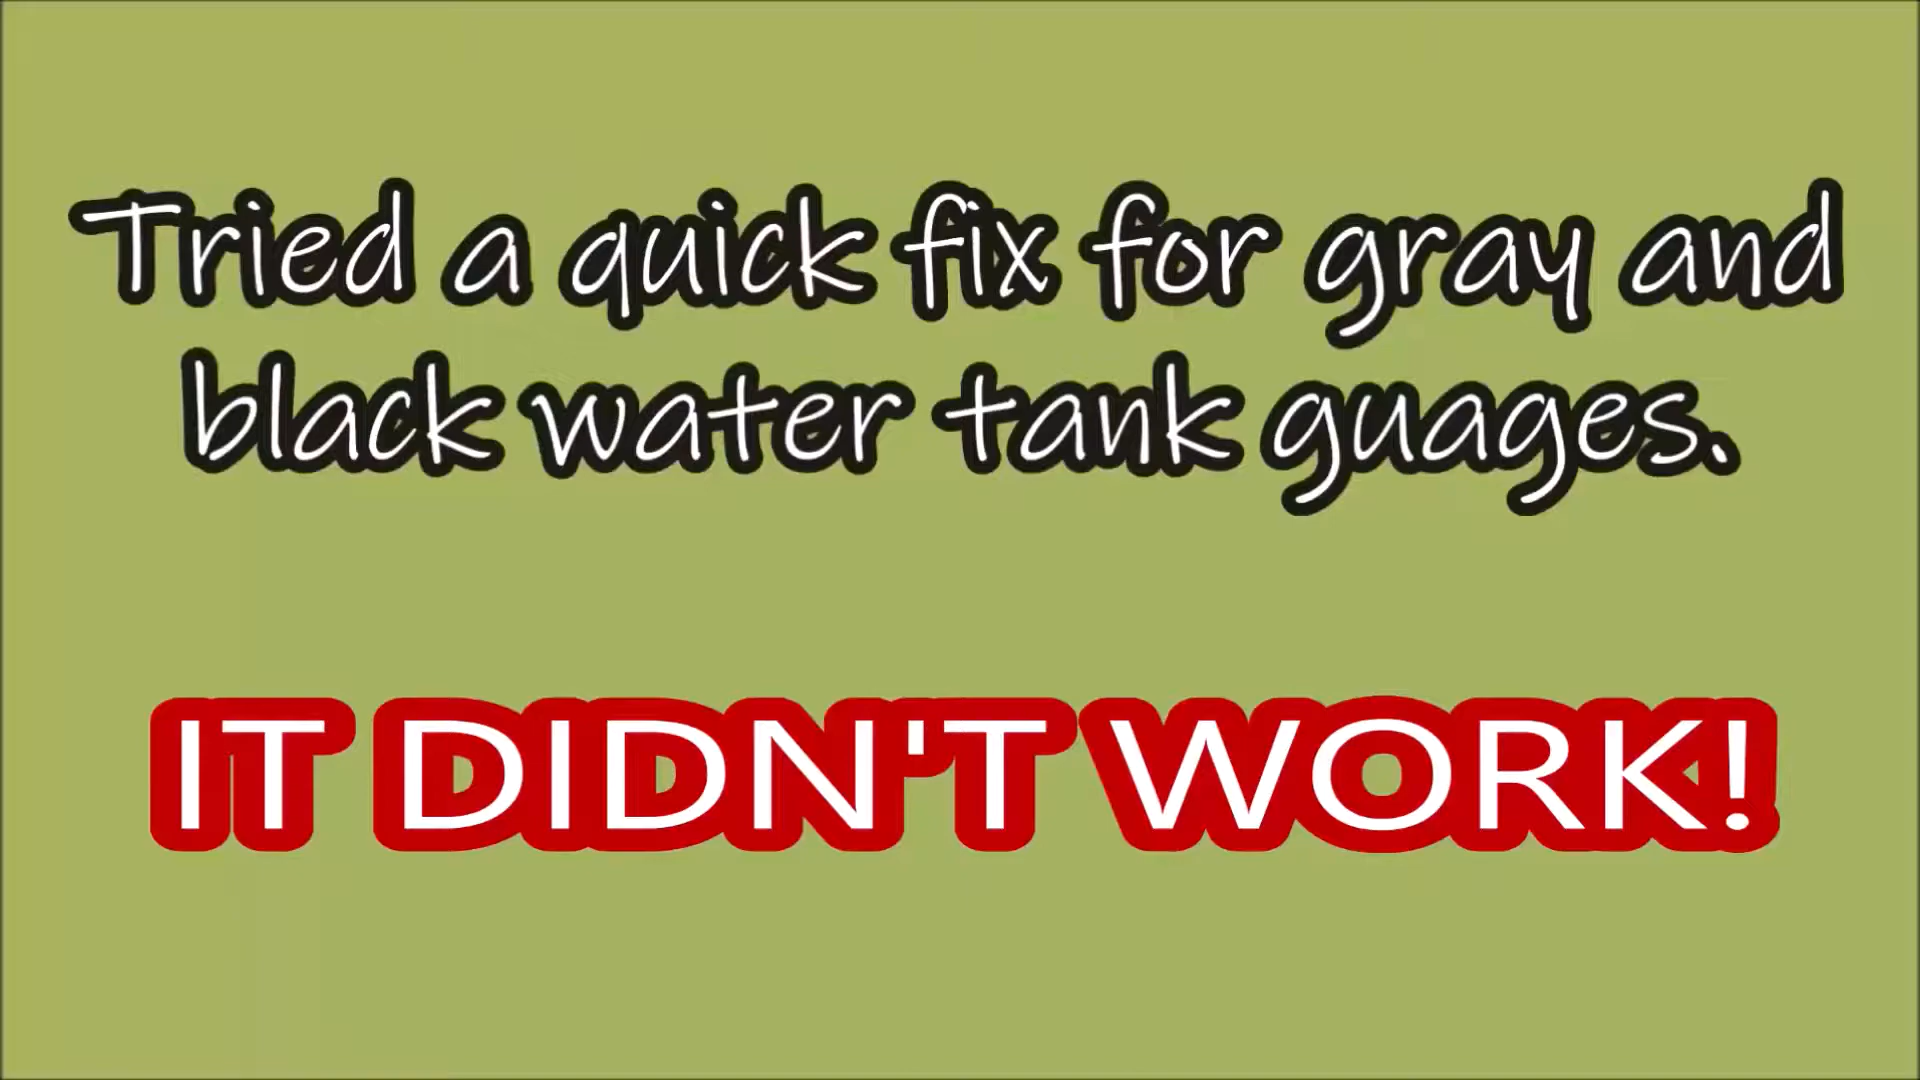 Tried a quick fix for gray and
black water tank guages.
IT DIDN'T WORK!